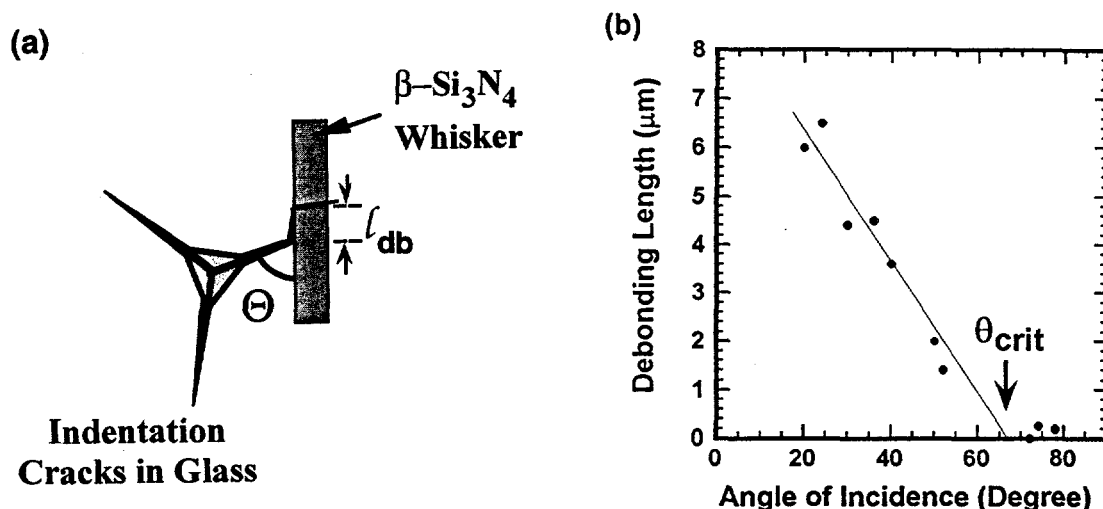 (a)
β–Si3N4
Whisker
ldb
Θ
Indentation
Cracks in Glass
(b)
Debonding Length (μm)
8
7
6
5
4
3
2
1
0
θcrit
0 20 40 60 80
Angle of Incidence (Degree)